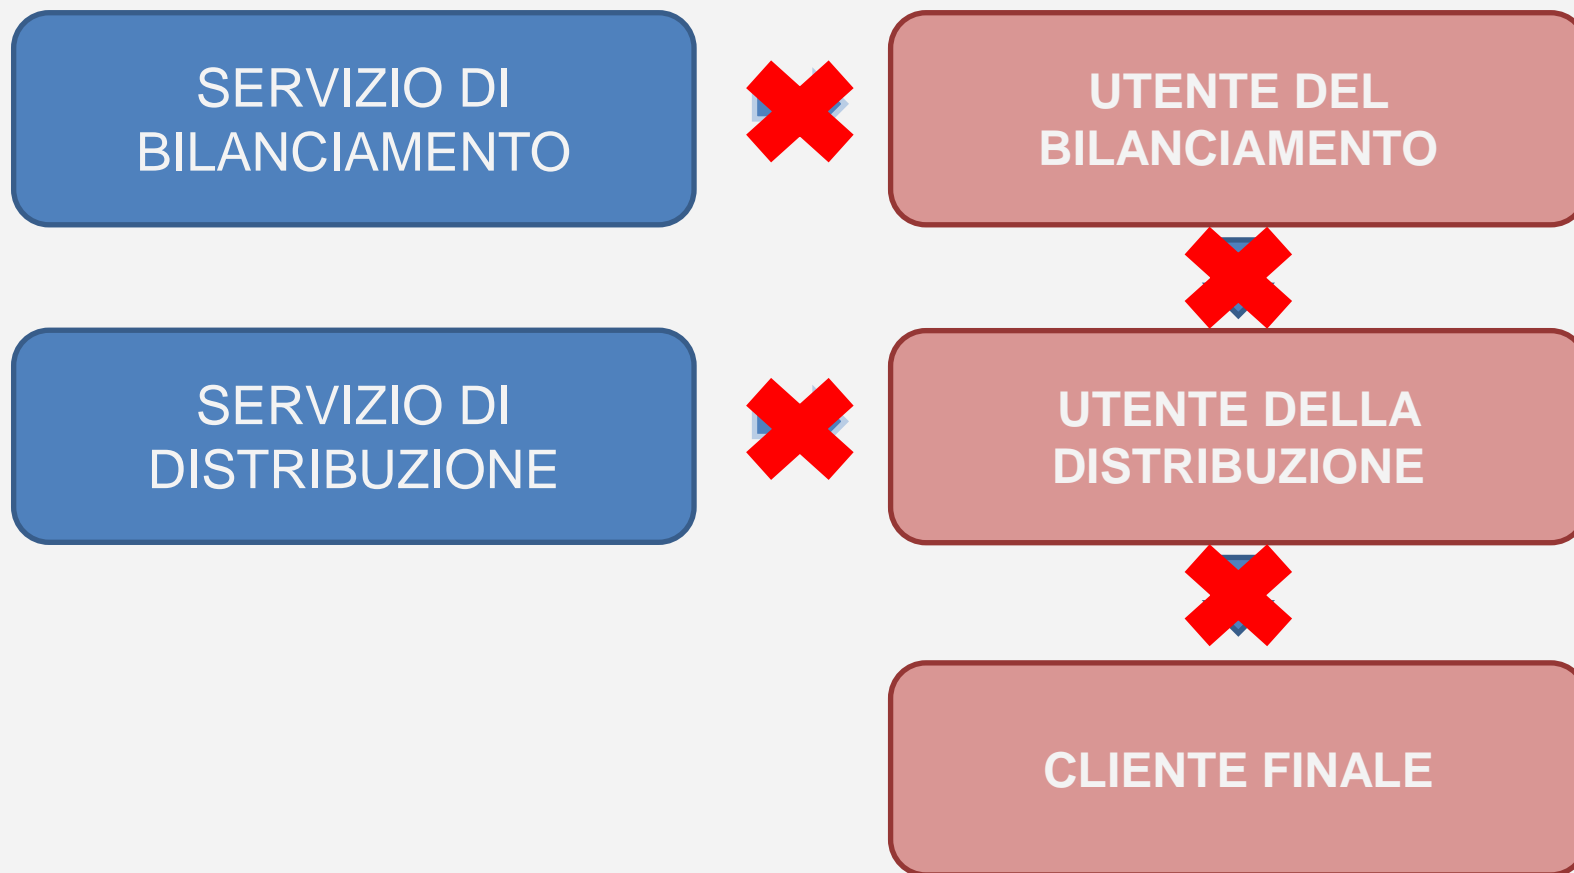 SERVIZIO DI
BILANCIAMENTO
UTENTE DEL
BILANCIAMENTO
SERVIZIO DI
DISTRIBUZIONE
UTENTE DELLA
DISTRIBUZIONE
CLIENTE FINALE